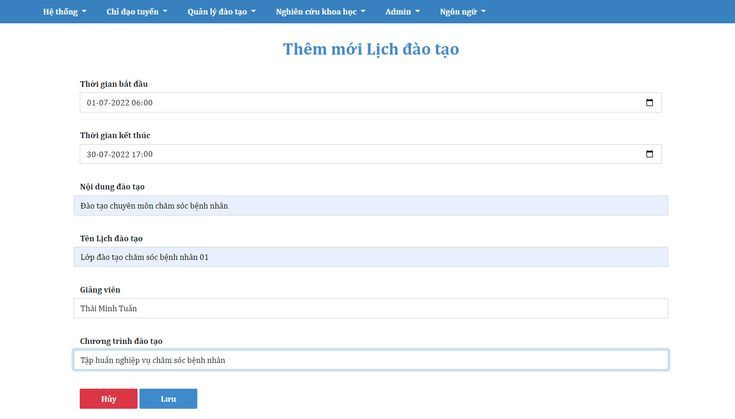 Hệ thống Chỉ đạo tuyến Quản lý đào tạo Nghiên cứu khoa học Admin Ngôn ngữ
Thêm mới Lịch đào tạo
Thời gian bắt đầu
01-07-2022 06:00
Thời gian kết thúc
30-07-2022 17:00
Nội dung đào tạo
Đào tạo chuyên môn chăm sóc bệnh nhân
Tên Lịch đào tạo
Lớp đào tạo chăm sóc bệnh nhân 01
Giảng viên
Thái Minh Tuấn
Chương trình đào tạo
Tập huấn nghiệp vụ chăm sóc bệnh nhân
Hủy Lưu